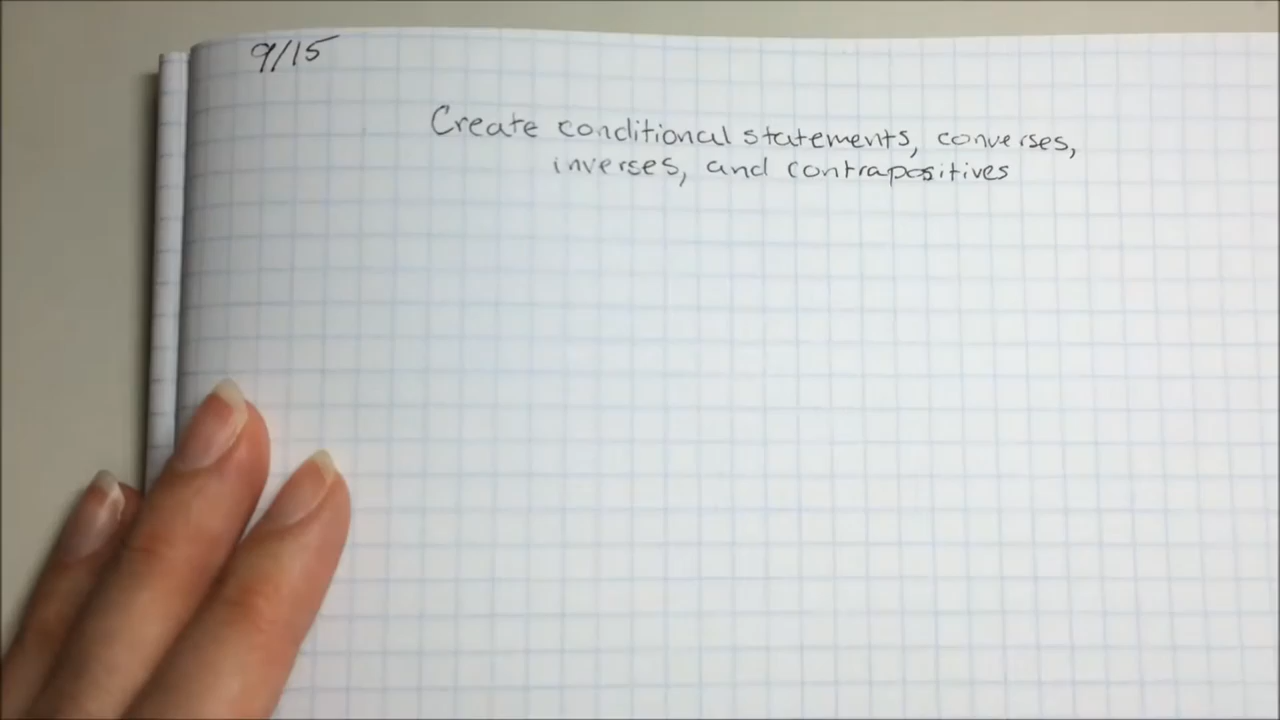 9/15
Create conditional statements, converses,
inverses, and contrapositives